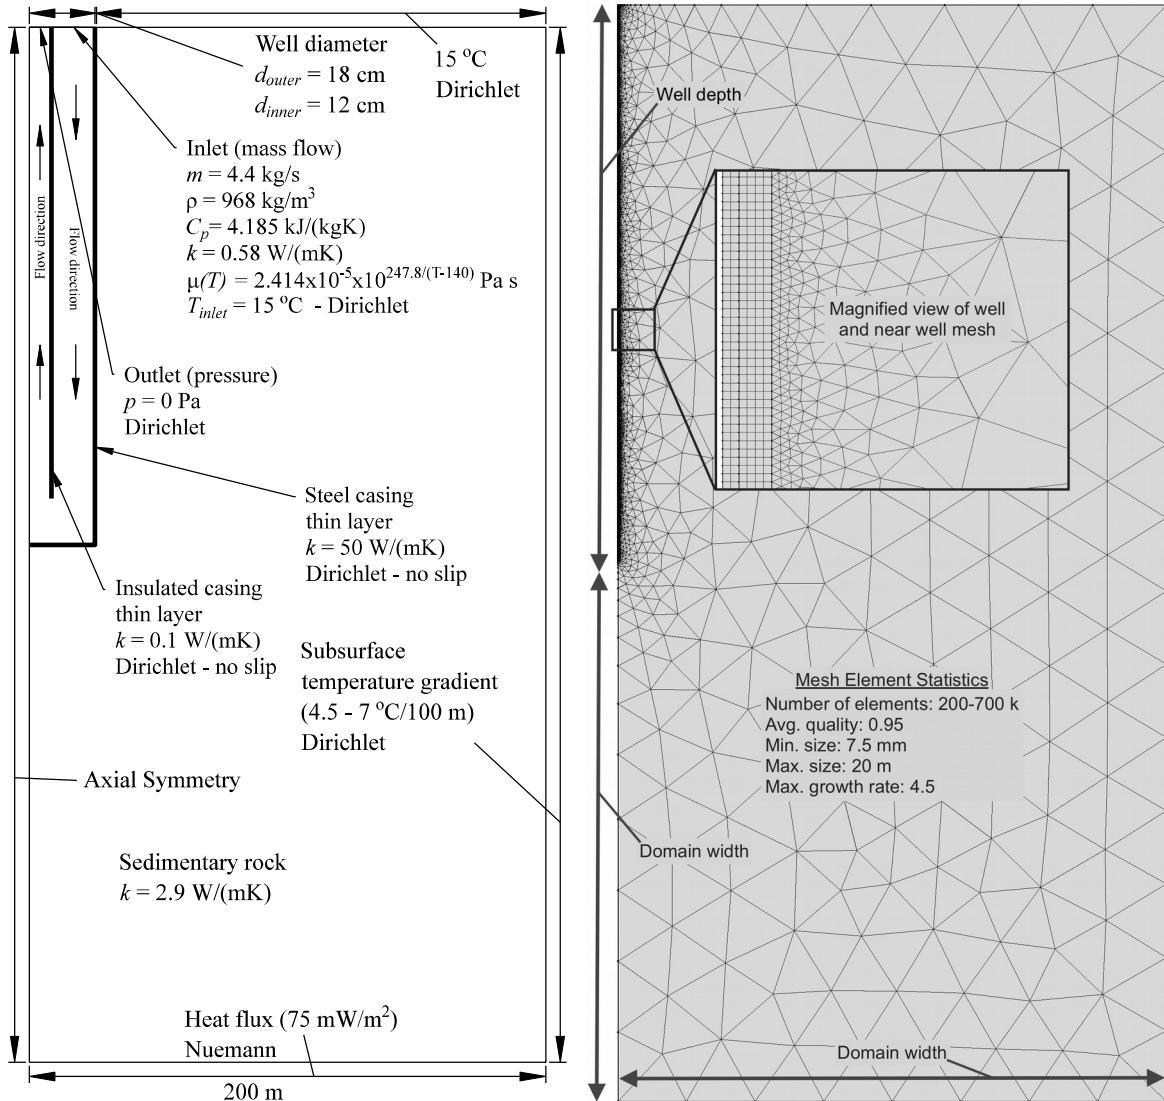 Well diameter
d_outer = 18 cm
d_inner = 12 cm
15 °C
Dirichlet
Inlet (mass flow)
m = 4.4 kg/s
ρ = 968 kg/m³
C_p= 4.185 kJ/(kgK)
k = 0.58 W/(mK)
μ(T) = 2.414x10⁻⁵x10^247.8/(T-140) Pa s
T_inlet = 15 °C - Dirichlet
Flow direction
Flow direction
Outlet (pressure)
p = 0 Pa
Dirichlet
Steel casing
thin layer
k = 50 W/(mK)
Dirichlet - no slip
Insulated casing
thin layer
k = 0.1 W/(mK)
Dirichlet - no slip
Subsurface
temperature gradient
(4.5 - 7 °C/100 m)
Dirichlet
Axial Symmetry
Sedimentary rock
k = 2.9 W/(mK)
Heat flux (75 mW/m²)
Nuemann
200 m
Well depth
Magnified view of well
and near well mesh
Mesh Element Statistics
Number of elements: 200-700 k
Avg. quality: 0.95
Min. size: 7.5 mm
Max. size: 20 m
Max. growth rate: 4.5
Domain width
Domain width